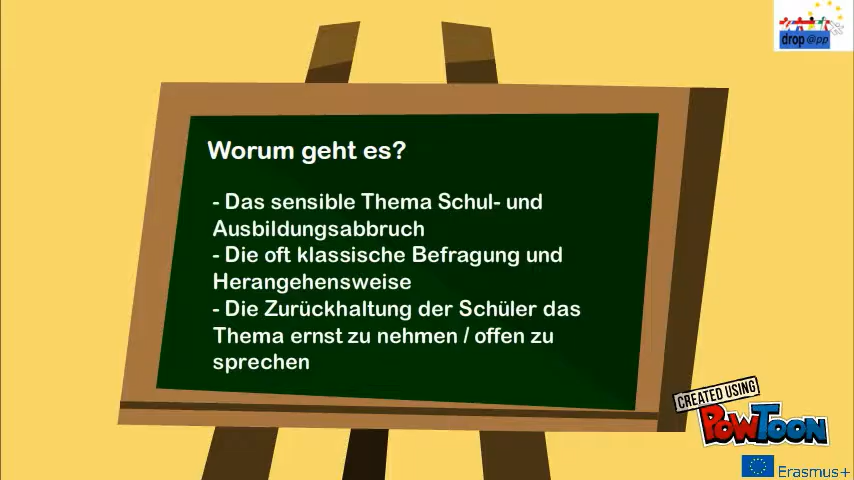 drop @pp
Worum geht es?
- Das sensible Thema Schul- und
Ausbildungsabbruch
- Die oft klassische Befragung und
Herangehensweise
- Die Zurückhaltung der Schüler das
Thema ernst zu nehmen / offen zu
sprechen
CREATED USING
POWTOON
Erasmus+